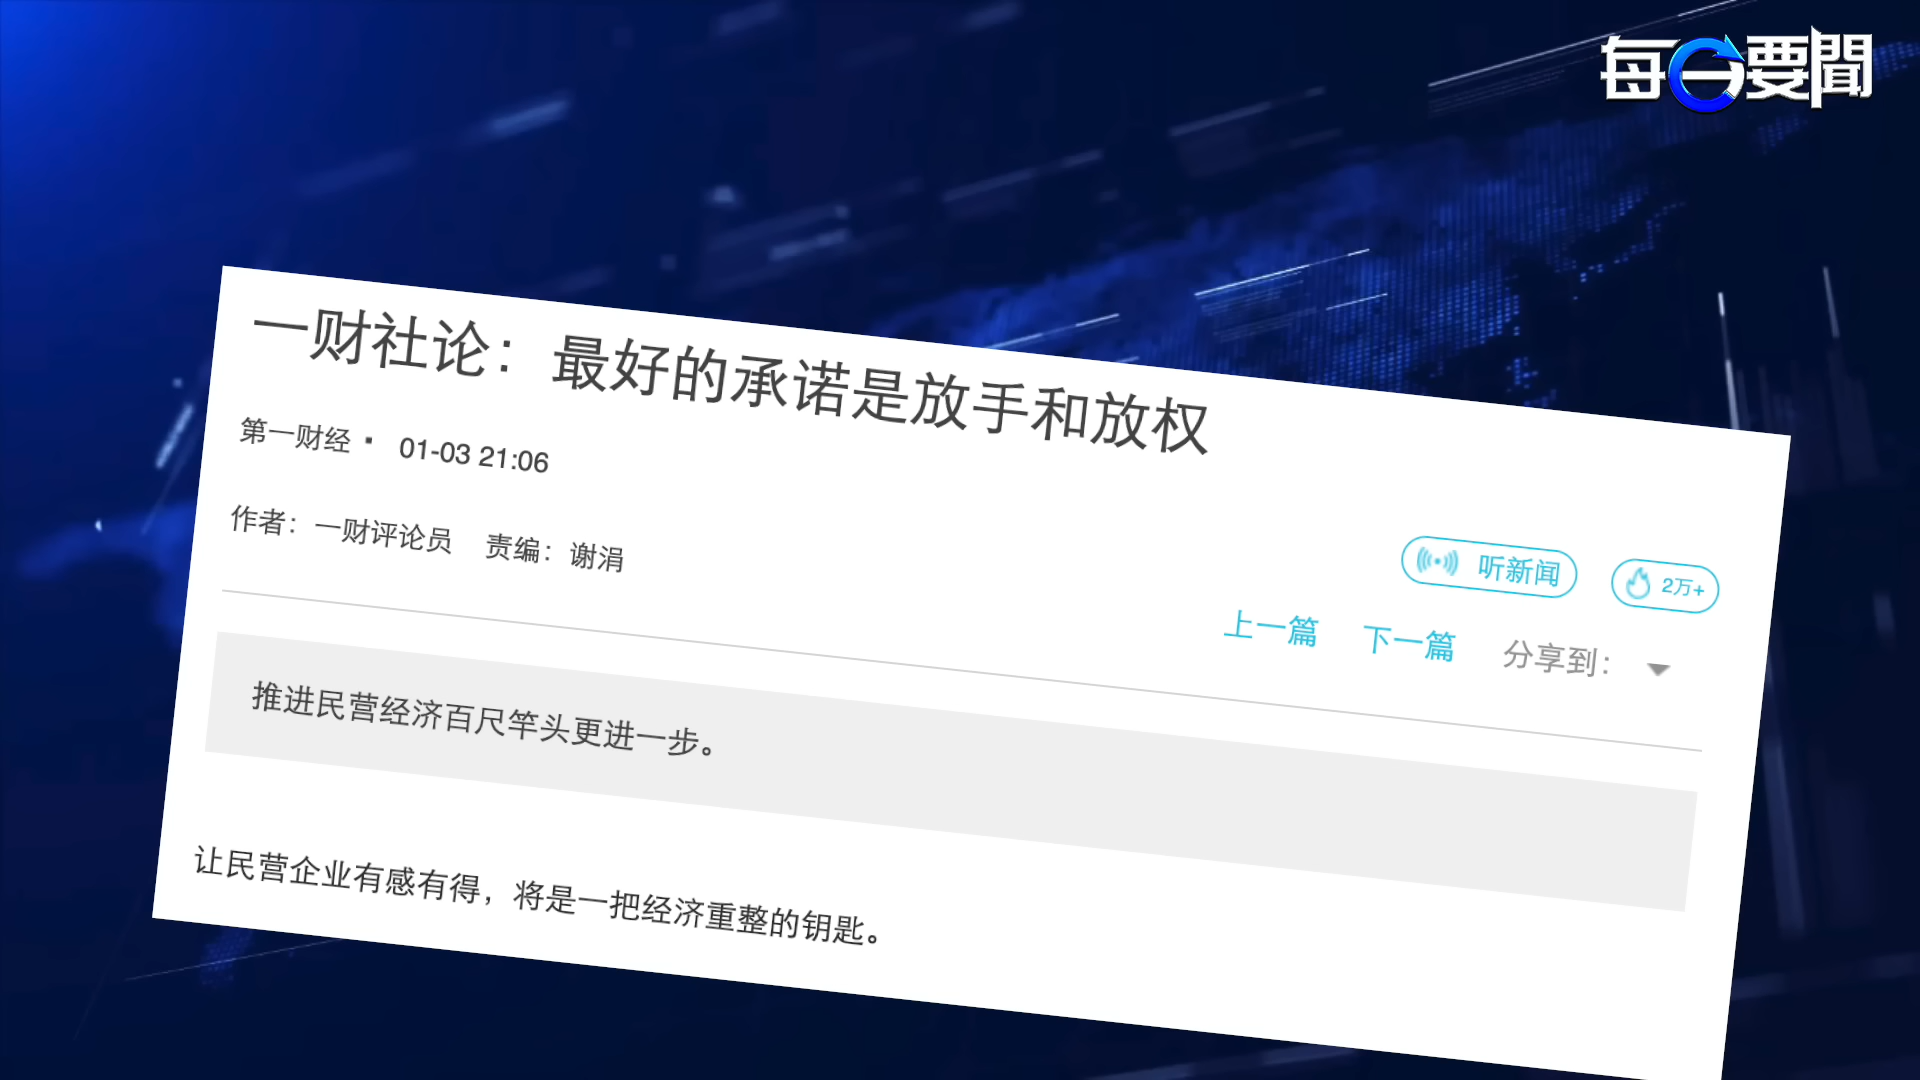 每日要聞
一财社论：最好的承诺是放手和放权
第一财经 · 01-03 21:06
作者：一财评论员 责编：谢涓
听新闻 2万+
上一篇 下一篇 分享到：
推进民营经济百尺竿头更进一步。
让民营企业有感有得，将是一把经济重整的钥匙。